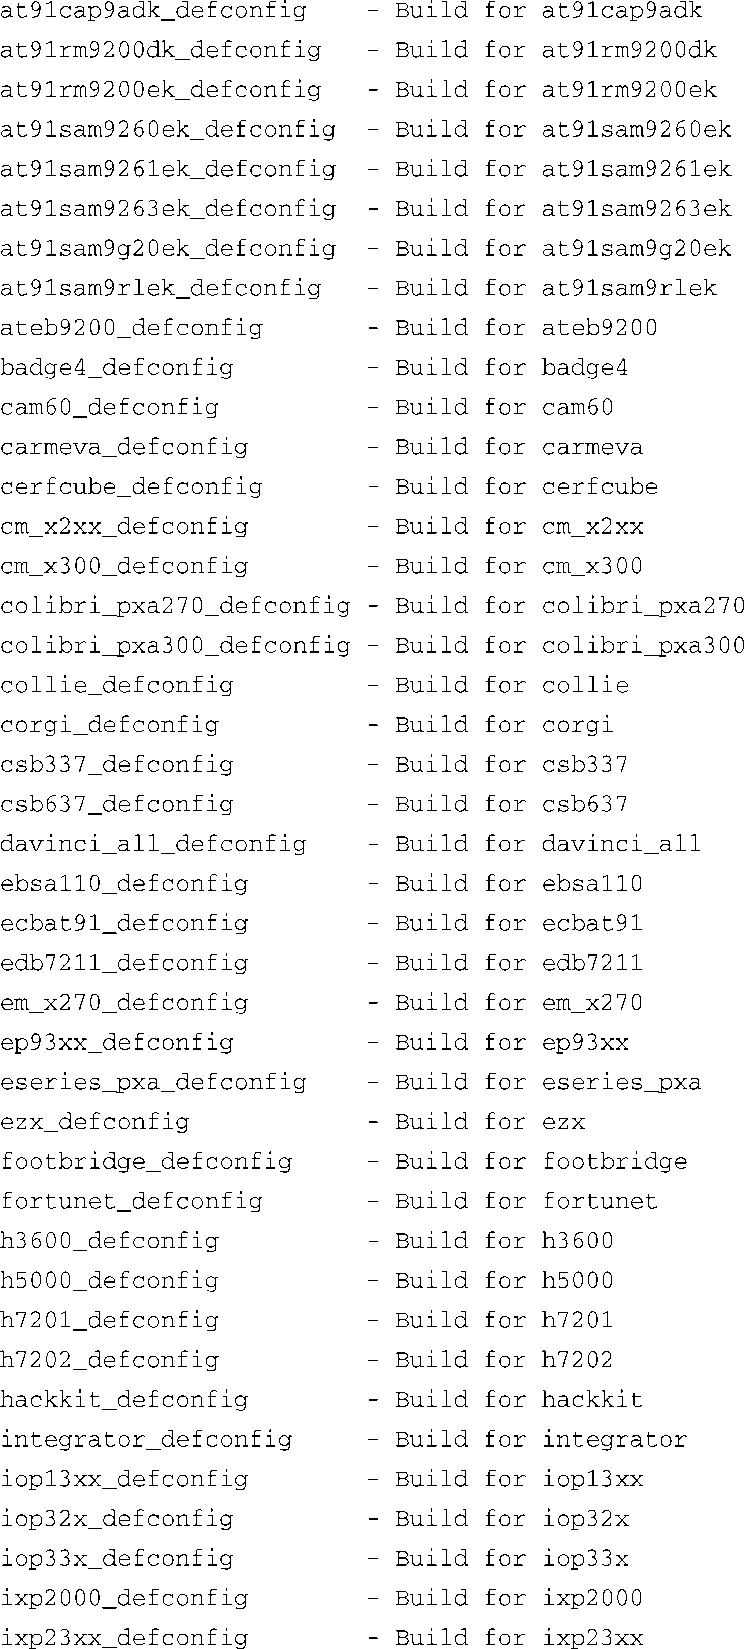 at91cap9adk_defconfig    - Build for at91cap9adk
at91rm9200dk_defconfig   - Build for at91rm9200dk
at91rm9200ek_defconfig   - Build for at91rm9200ek
at91sam9260ek_defconfig  - Build for at91sam9260ek
at91sam9261ek_defconfig  - Build for at91sam9261ek
at91sam9263ek_defconfig  - Build for at91sam9263ek
at91sam9g20ek_defconfig  - Build for at91sam9g20ek
at91sam9rlek_defconfig   - Build for at91sam9rlek
ateb9200_defconfig       - Build for ateb9200
badge4_defconfig         - Build for badge4
cam60_defconfig          - Build for cam60
carmeva_defconfig        - Build for carmeva
cerfcube_defconfig       - Build for cerfcube
cm_x2xx_defconfig        - Build for cm_x2xx
cm_x300_defconfig        - Build for cm_x300
colibri_pxa270_defconfig - Build for colibri_pxa270
colibri_pxa300_defconfig - Build for colibri_pxa300
collie_defconfig         - Build for collie
corgi_defconfig          - Build for corgi
csb337_defconfig         - Build for csb337
csb637_defconfig         - Build for csb637
davinci_all_defconfig    - Build for davinci_all
ebsa110_defconfig        - Build for ebsa110
ecbat91_defconfig        - Build for ecbat91
edb7211_defconfig        - Build for edb7211
em_x270_defconfig        - Build for em_x270
ep93xx_defconfig         - Build for ep93xx
eseries_pxa_defconfig    - Build for eseries_pxa
ezx_defconfig            - Build for ezx
footbridge_defconfig     - Build for footbridge
fortunet_defconfig       - Build for fortunet
h3600_defconfig          - Build for h3600
h5000_defconfig          - Build for h5000
h7201_defconfig          - Build for h7201
h7202_defconfig          - Build for h7202
hackkit_defconfig        - Build for hackkit
integrator_defconfig     - Build for integrator
iop13xx_defconfig        - Build for iop13xx
iop32x_defconfig         - Build for iop32x
iop33x_defconfig         - Build for iop33x
ixp2000_defconfig        - Build for ixp2000
ixp23xx_defconfig        - Build for ixp23xx